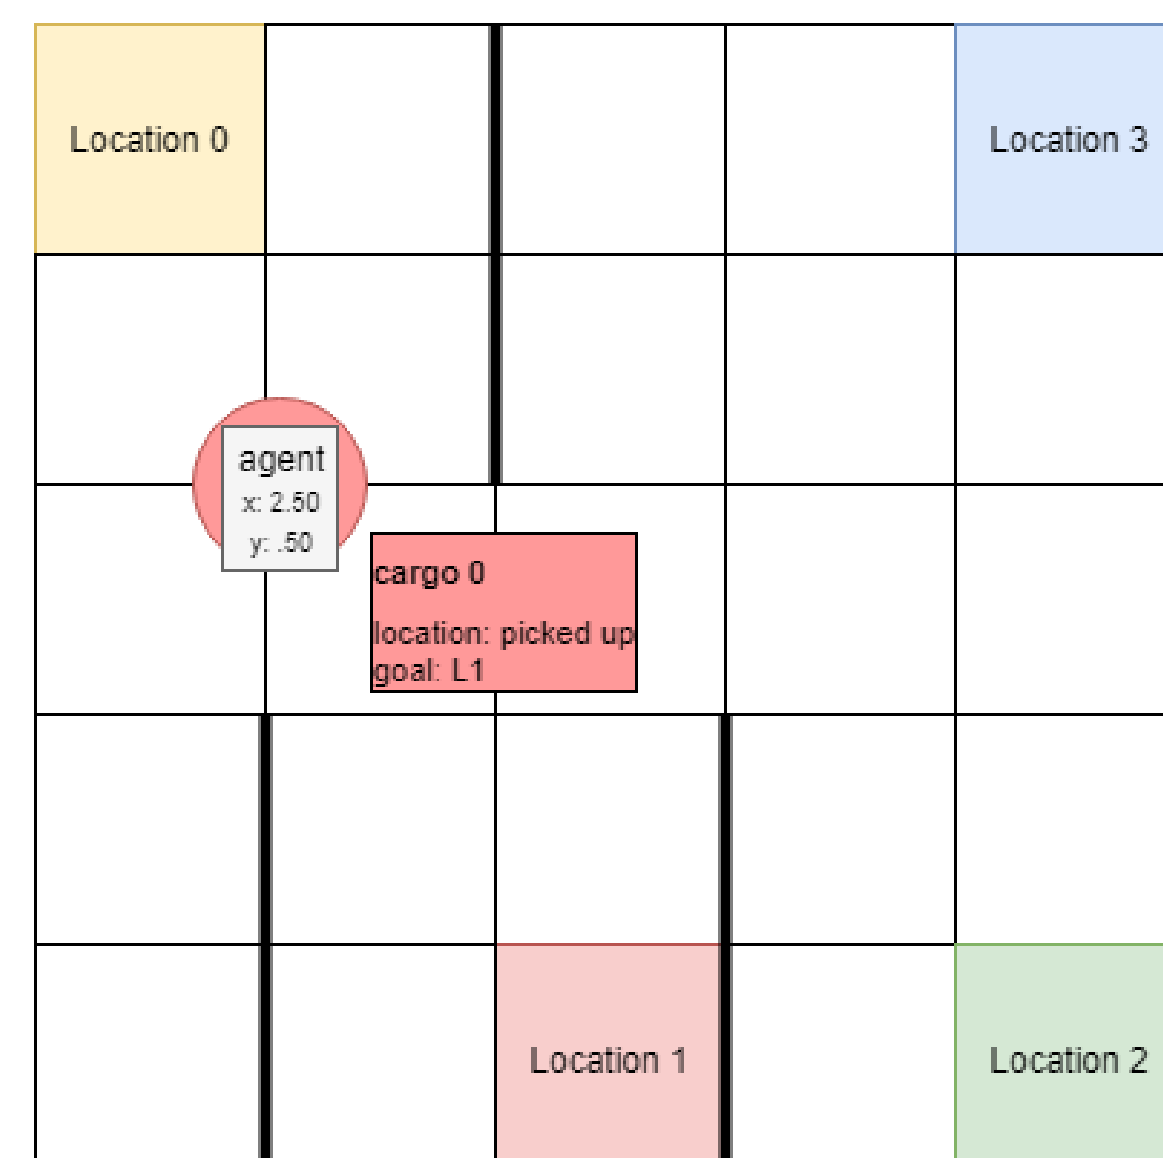 Location 0
Location 3
agent
x: 2.50
y: .50
cargo 0
location: picked up
goal: L1
Location 1
Location 2